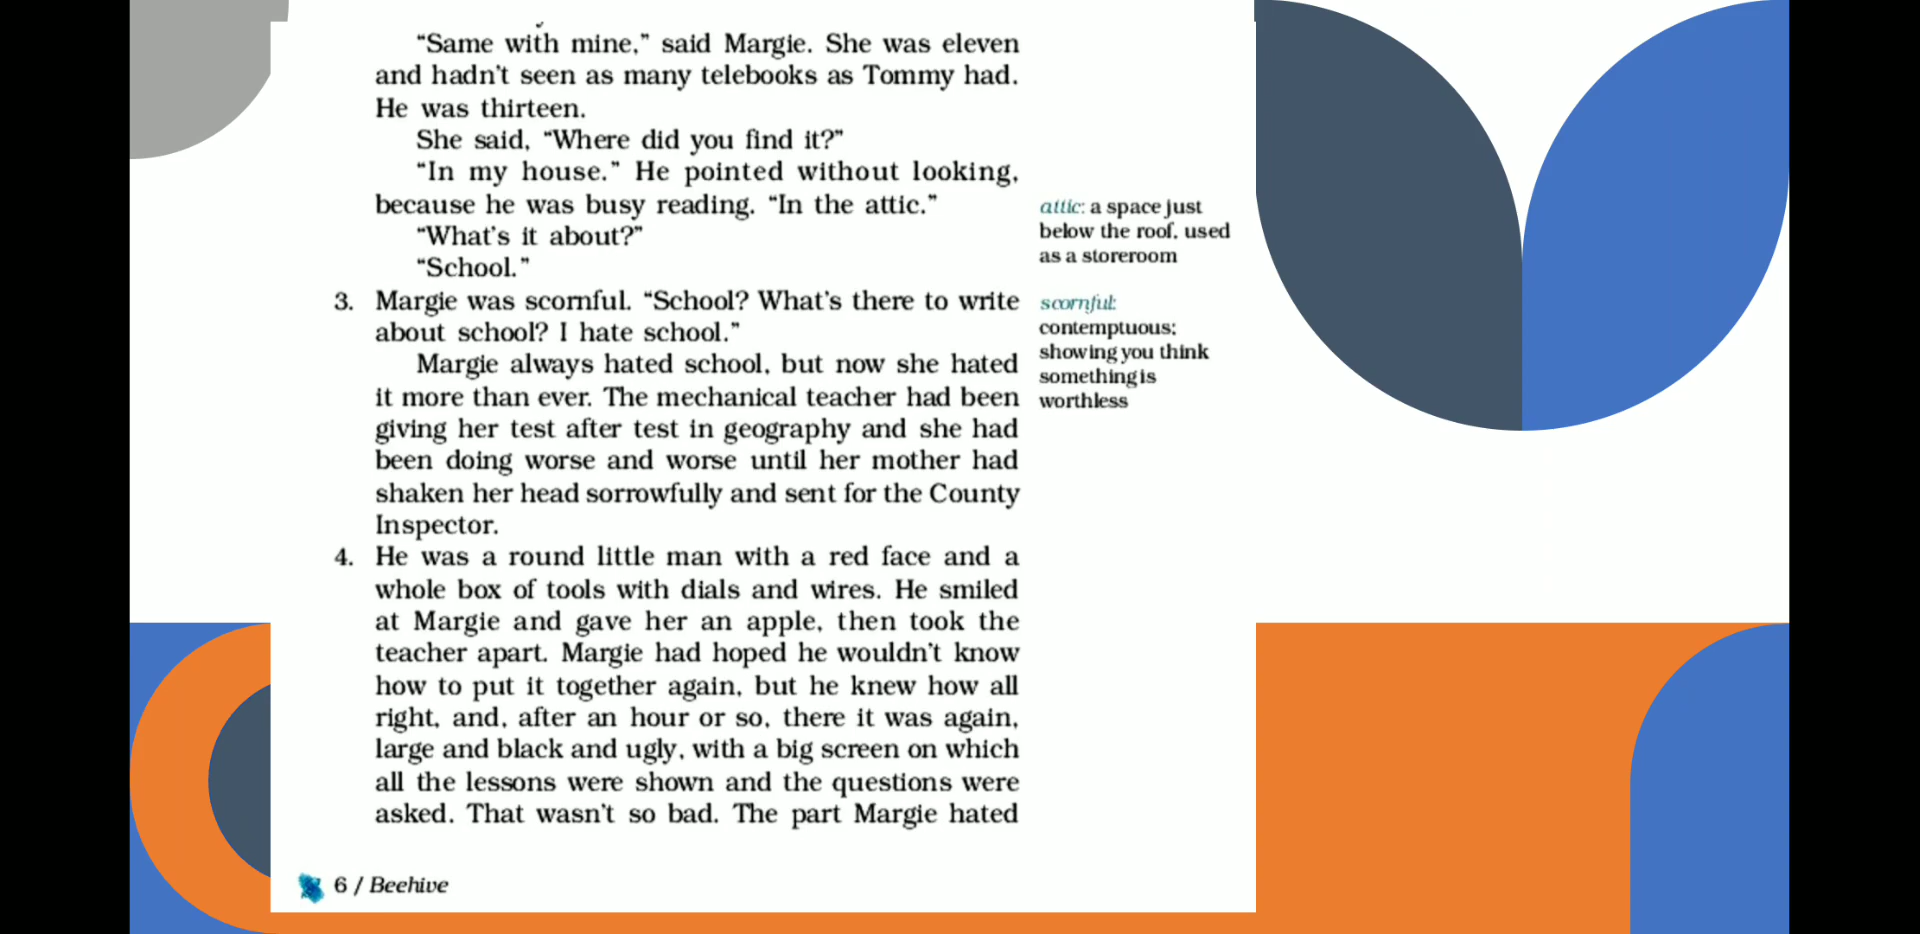 “Same with mine,” said Margie. She was eleven
and hadn’t seen as many telebooks as Tommy had.
He was thirteen.
She said, “Where did you find it?”
“In my house.” He pointed without looking,
because he was busy reading. “In the attic.”
“What’s it about?”
“School.”
3. Margie was scornful. “School? What’s there to write
about school? I hate school.”
Margie always hated school, but now she hated
it more than ever. The mechanical teacher had been
giving her test after test in geography and she had
been doing worse and worse until her mother had
shaken her head sorrowfully and sent for the County
Inspector.
4. He was a round little man with a red face and a
whole box of tools with dials and wires. He smiled
at Margie and gave her an apple, then took the
teacher apart. Margie had hoped he wouldn’t know
how to put it together again, but he knew how all
right, and, after an hour or so, there it was again,
large and black and ugly, with a big screen on which
all the lessons were shown and the questions were
asked. That wasn’t so bad. The part Margie hated
attic: a space just
below the roof, used
as a storeroom
scornful:
contemptuous;
showing you think
something is
worthless
6 / Beehive